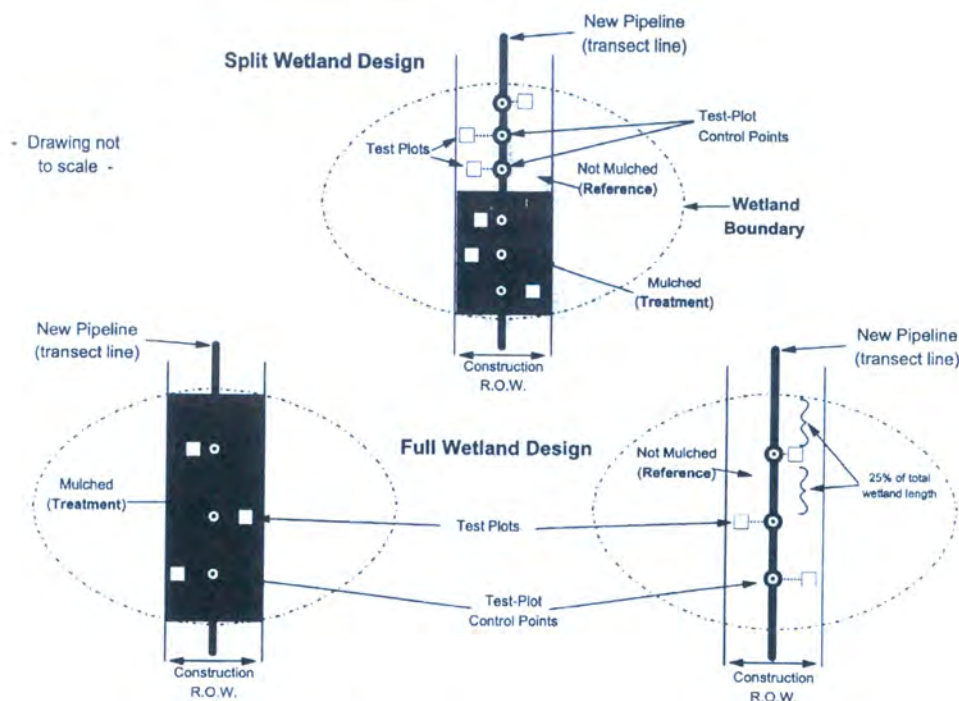 New Pipeline
(transect line)
Split Wetland Design
- Drawing not
to scale -
Test Plots
Test-Plot
Control Points
Not Mulched
(Reference)
Wetland
Boundary
Mulched
(Treatment)
Construction
R.O.W.
New Pipeline
(transect line)
New Pipeline
(transect line)
Full Wetland Design
Mulched
(Treatment)
Not Mulched
(Reference)
25% of total
wetland length
Test Plots
Test-Plot
Control Points
Construction
R.O.W.
Construction
R.O.W.